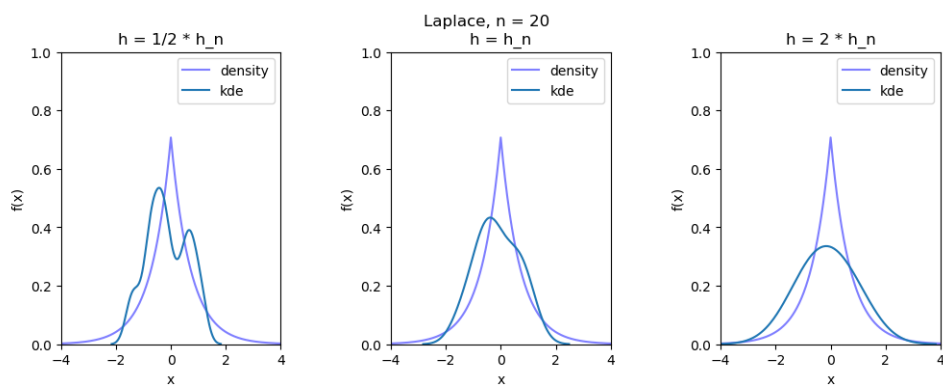 Laplace, n = 20
h = 1/2 * h_n
h = h_n
h = 2 * h_n
f(x)
1.0
0.8
0.6
0.4
0.2
0.0
density
kde
−4
−2
0
2
4
x
f(x)
1.0
0.8
0.6
0.4
0.2
0.0
density
kde
−4
−2
0
2
4
x
f(x)
1.0
0.8
0.6
0.4
0.2
0.0
density
kde
−4
−2
0
2
4
x